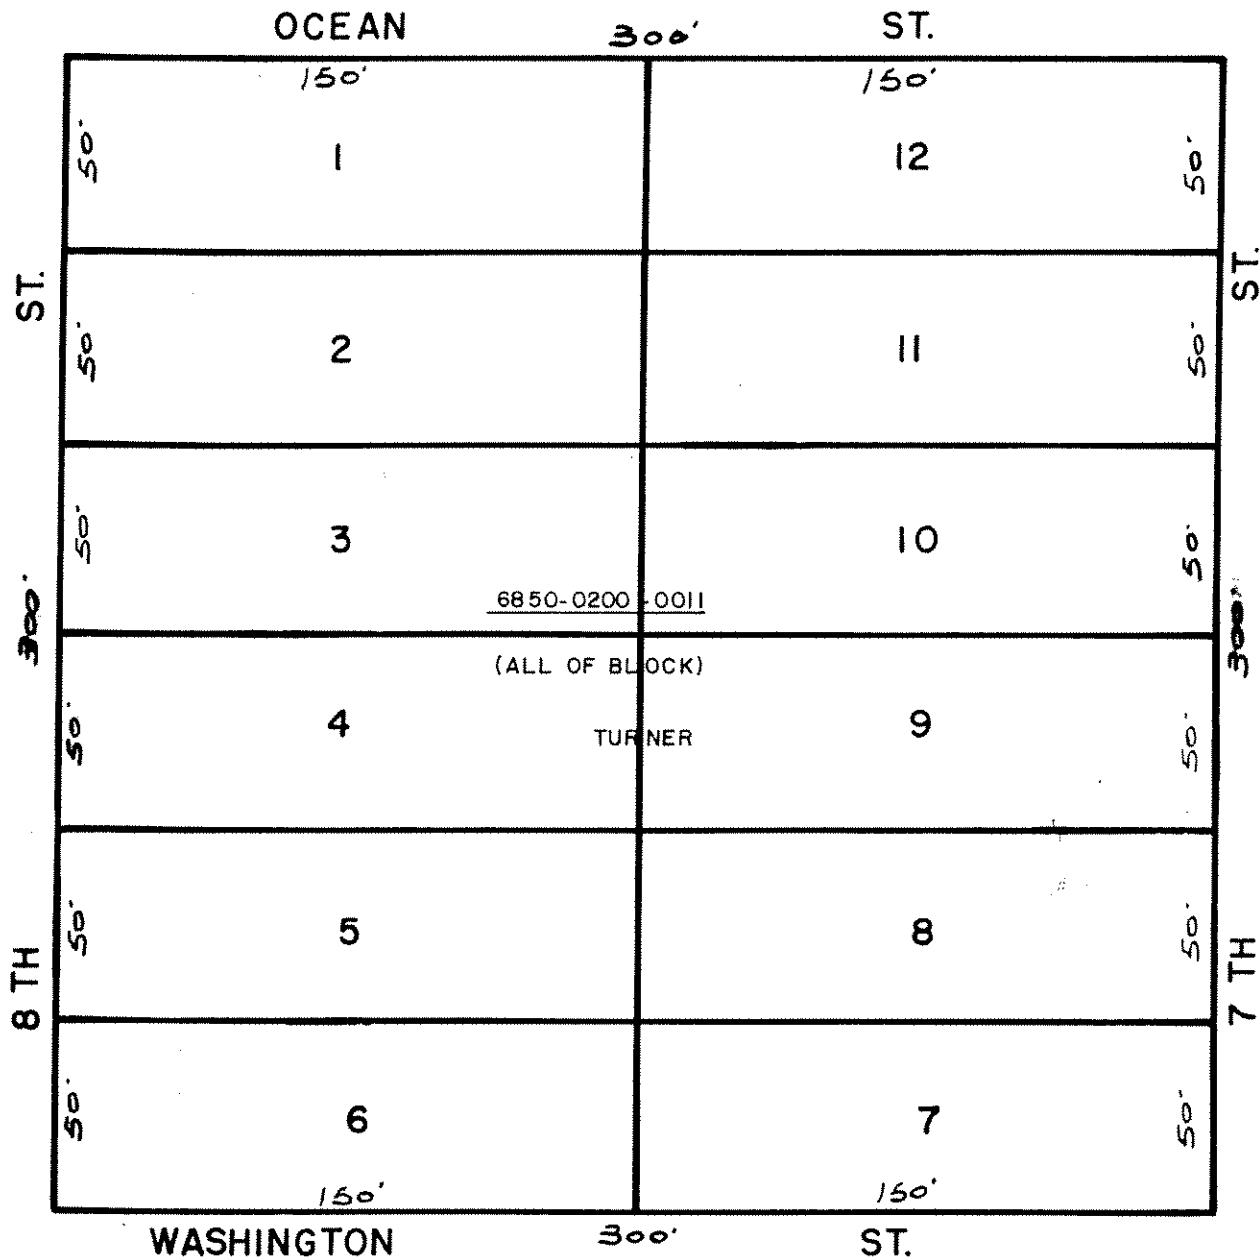 OCEAN 300' ST.
150' 150'
50' 1 12 50'
ST. ST.
50' 2 11 50'
50' 3 10 50'
300' 300'
6850-0200-0011
(ALL OF BLOCK)
50' 4 9 50'
TURNER
50' 5 8 50'
8 TH 7 TH
50' 6 7 50'
150' 150'
WASHINGTON 300' ST.